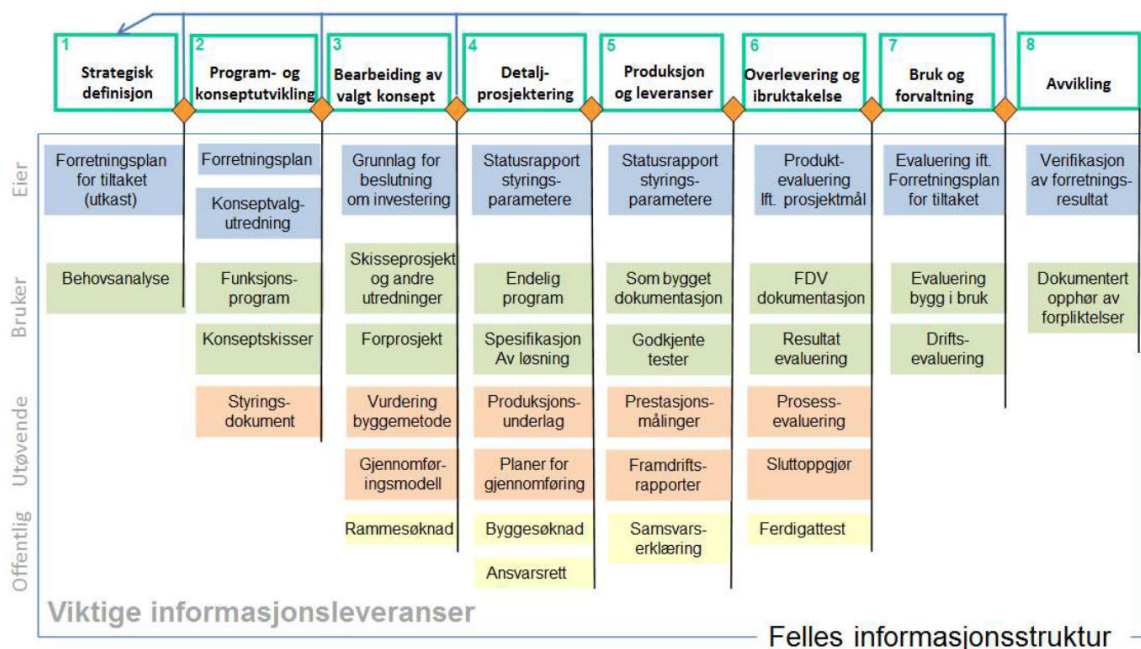 1
Strategisk
definisjon
2
Program- og
konseptutvikling
3
Bearbeiding av
valgt konsept
4
Detalj-
prosjektering
5
Produksjon
og leveranser
6
Overlevering og
ibruktakelse
7
Bruk og
forvaltning
8
Avvikling
Eier
Forretningsplan
for tiltaket
(utkast)
Forretningsplan
Konseptvalg-
utredning
Grunnlag for
beslutning
om investering
Statusrapport
styrings-
parametere
Statusrapport
styrings-
parametere
Produkt-
evaluering
Ift. prosjektmål
Evaluering ift.
Forretningsplan
for tiltaket
Verifikasjon
av forretnings-
resultat
Bruker
Behovsanalyse
Funksjons-
program
Konseptskisser
Skisseprosjekt
og andre
utredninger
Forprosjekt
Endelig
program
Spesifikasjon
Av løsning
Som bygget
dokumentasjon
Godkjente
tester
FDV
dokumentasjon
Resultat
evaluering
Evaluering
bygg i bruk
Drifts-
evaluering
Dokumentert
opphør av
forpliktelser
Utøvende
Styrings-
dokument
Vurdering
byggemetode
Gjennomfør-
ingsmodell
Produksjons-
underlag
Planer for
gjennomføring
Prestasjons-
målinger
Framdrifts-
rapporter
Prosess-
evaluering
Sluttoppgjør
Offentlig
Rammesøknad
Byggesøknad
Ansvarsrett
Samsvars-
erklæring
Ferdigattest
Viktige informasjonsleveranser
Felles informasjonsstruktur